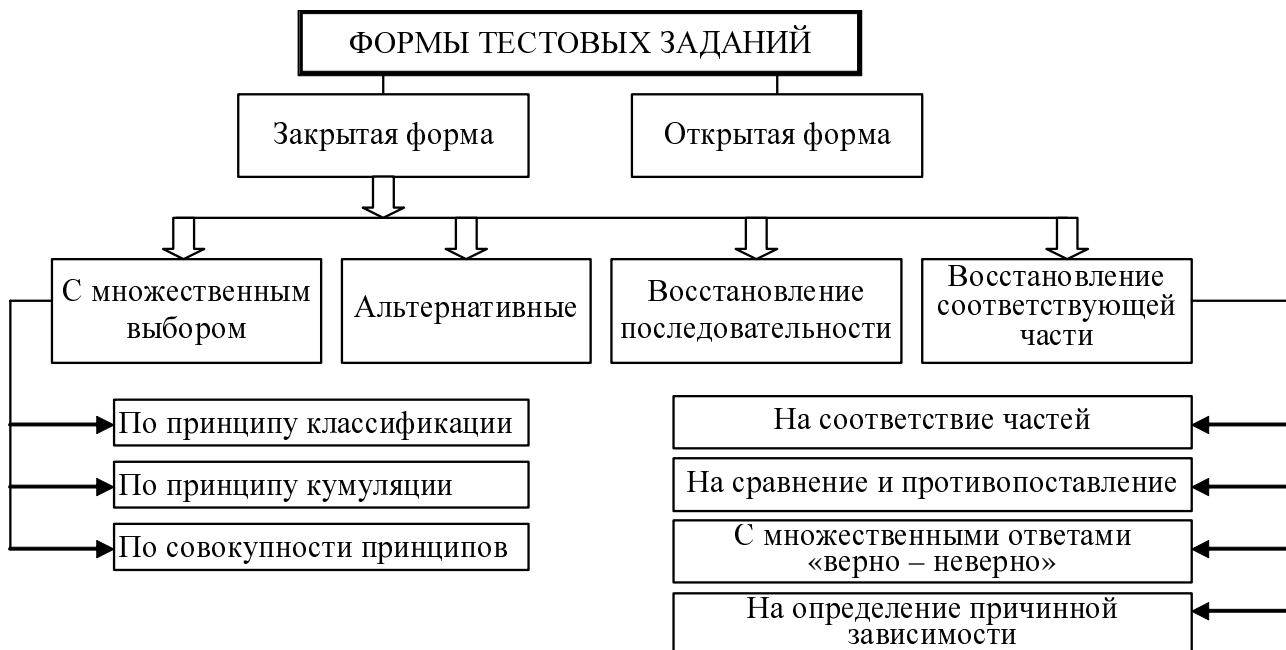 ФОРМЫ ТЕСТОВЫХ ЗАДАНИЙ
Закрытая форма
Открытая форма
С множественным
выбором
Альтернативные
Восстановление
последовательности
Восстановление
соответствующей
части
По принципу классификации
По принципу кумуляции
По совокупности принципов
На соответствие частей
На сравнение и противопоставление
С множественными ответами
«верно – неверно»
На определение причинной
зависимости